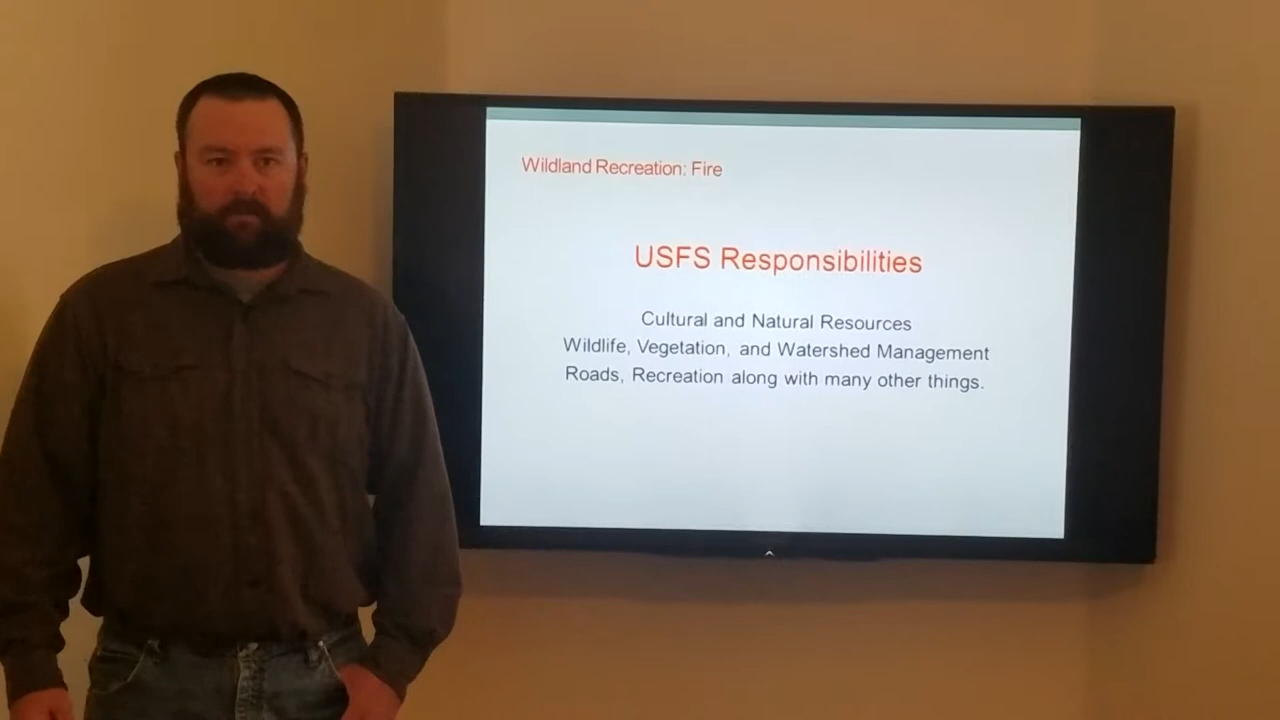 Wildland Recreation: Fire
USFS Responsibilities
Cultural and Natural Resources
Wildlife, Vegetation, and Watershed Management
Roads, Recreation along with many other things.